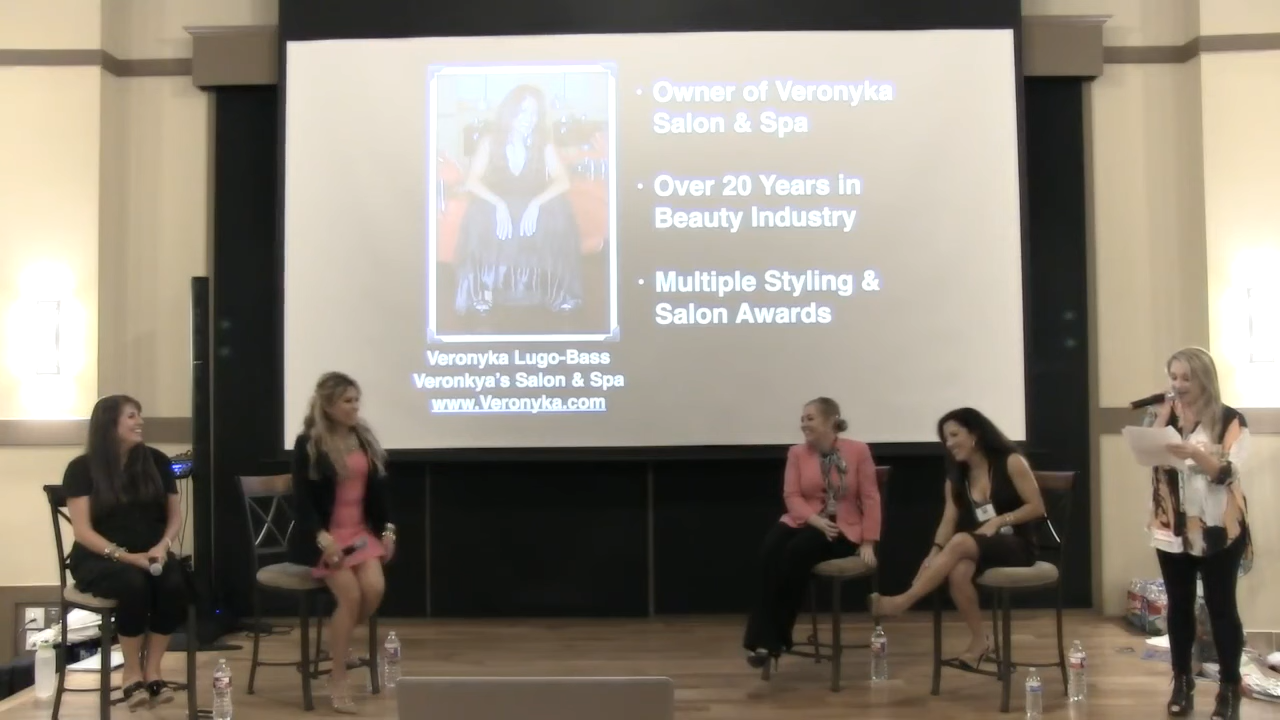 • Owner of Veronyka
Salon & Spa
• Over 20 Years in
Beauty Industry
• Multiple Styling &
Salon Awards
Veronyka Lugo-Bass
Veronkya's Salon & Spa
www.Veronyka.com